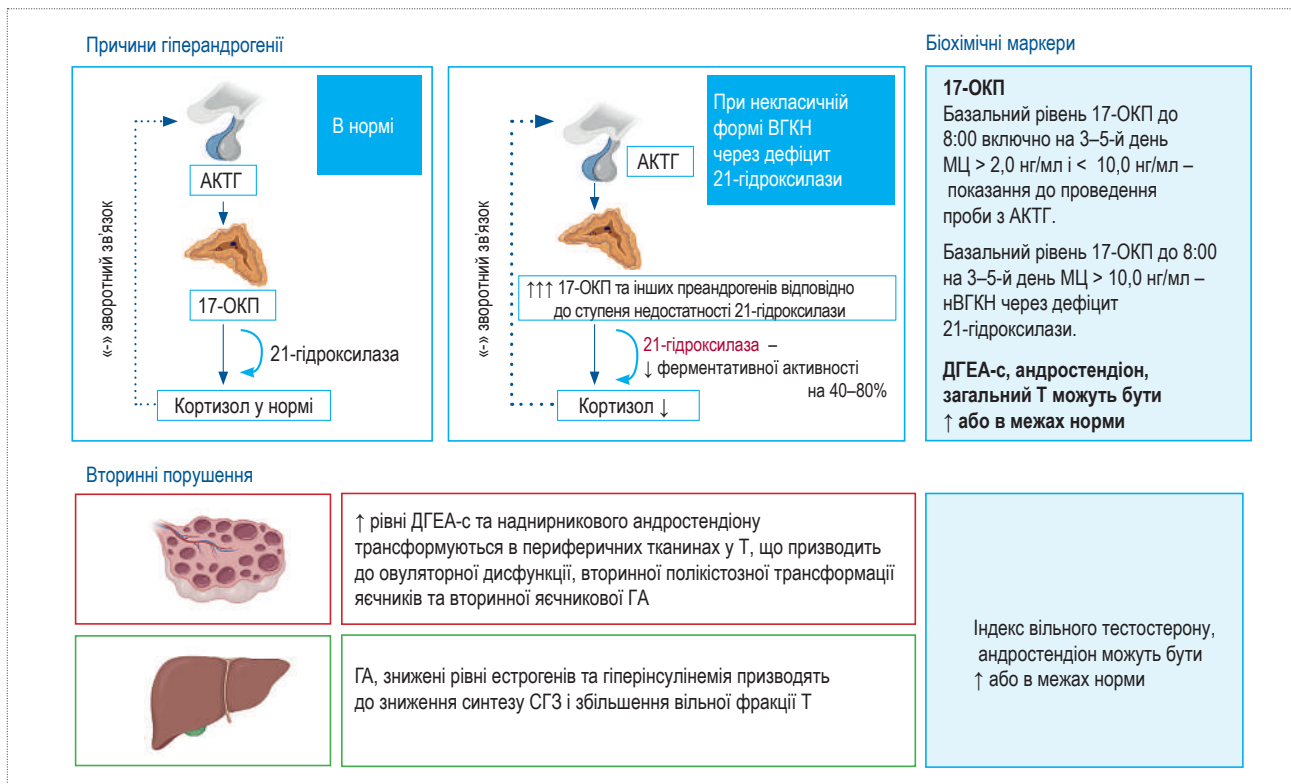 Причини гіперандрогенії
В нормі
«-» зворотний зв'язок
АКТГ
17-ОКП
21-гідроксилаза
Кортизол у нормі
При некласичній
формі ВГКН
через дефіцит
21-гідроксилази
«-» зворотний зв'язок
АКТГ
↑↑↑ 17-ОКП та інших преандрогенів відповідно
до ступеня недостатності 21-гідроксилази
21-гідроксилаза –
↓ ферментативної активності
на 40–80%
Кортизол ↓
Біохімічні маркери
17-ОКП
Базальний рівень 17-ОКП до
8:00 включно на 3–5-й день
МЦ > 2,0 нг/мл і < 10,0 нг/мл –
показання до проведення
проби з АКТГ.
Базальний рівень 17-ОКП до 8:00
на 3–5-й день МЦ > 10,0 нг/мл –
нВГКН через дефіцит
21-гідроксилази.
ДГЕА-с, андростендіон,
загальний Т можуть бути
↑ або в межах норми
Вторинні порушення
↑ рівні ДГЕА-с та наднирникового андростендіону
трансформуються в периферичних тканинах у Т, що призводить
до овуляторної дисфункції, вторинної полікістозної трансформації
яєчників та вторинної яєчникової ГА
ГА, знижені рівні естрогенів та гіперінсулінемія призводять
до зниження синтезу СГЗ і збільшення вільної фракції Т
Індекс вільного тестостерону,
андростендіон можуть бути
↑ або в межах норми